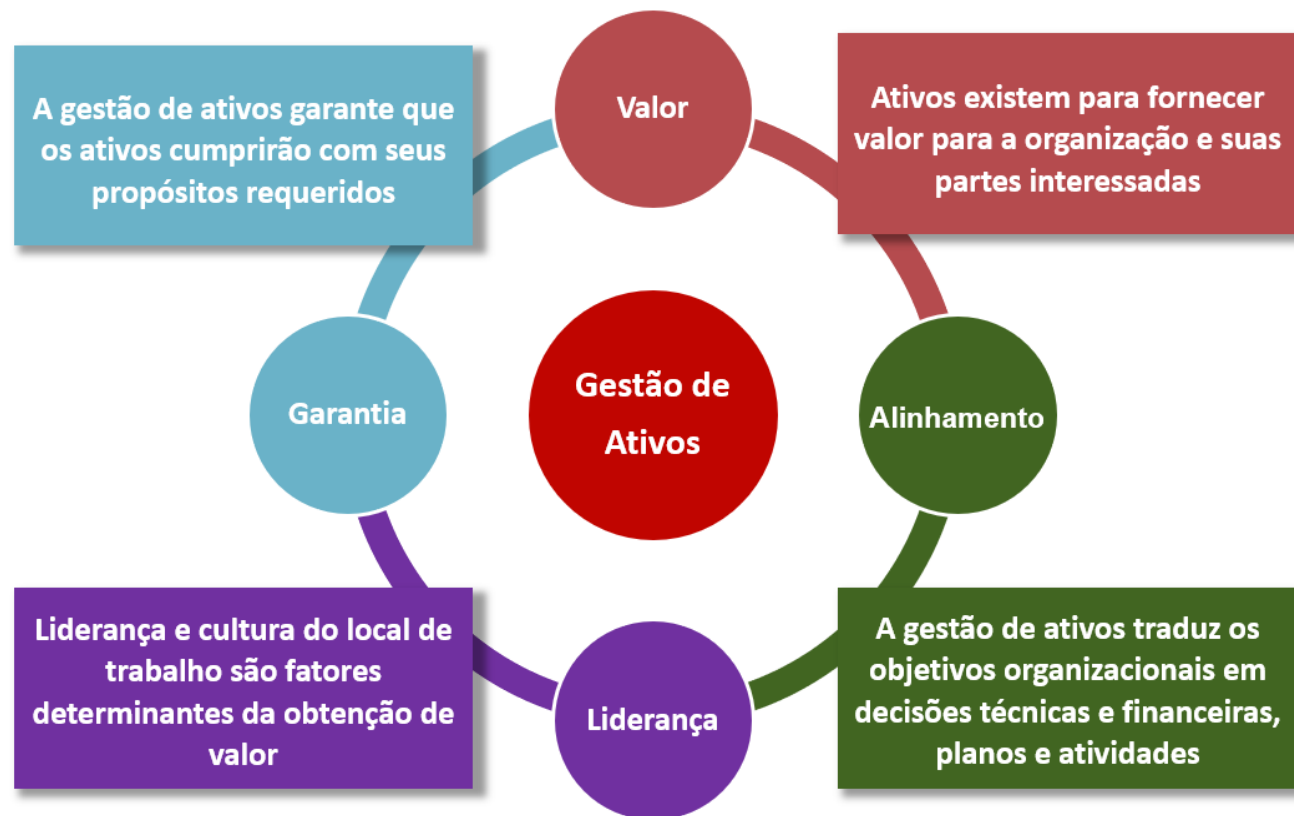 A gestão de ativos garante que
os ativos cumprirão com seus
propósitos requeridos
Valor
Ativos existem para fornecer
valor para a organização e suas
partes interessadas
Garantia
Gestão de
Ativos
Alinhamento
Liderança e cultura do local de
trabalho são fatores
determinantes da obtenção de
valor
Liderança
A gestão de ativos traduz os
objetivos organizacionais em
decisões técnicas e financeiras,
planos e atividades